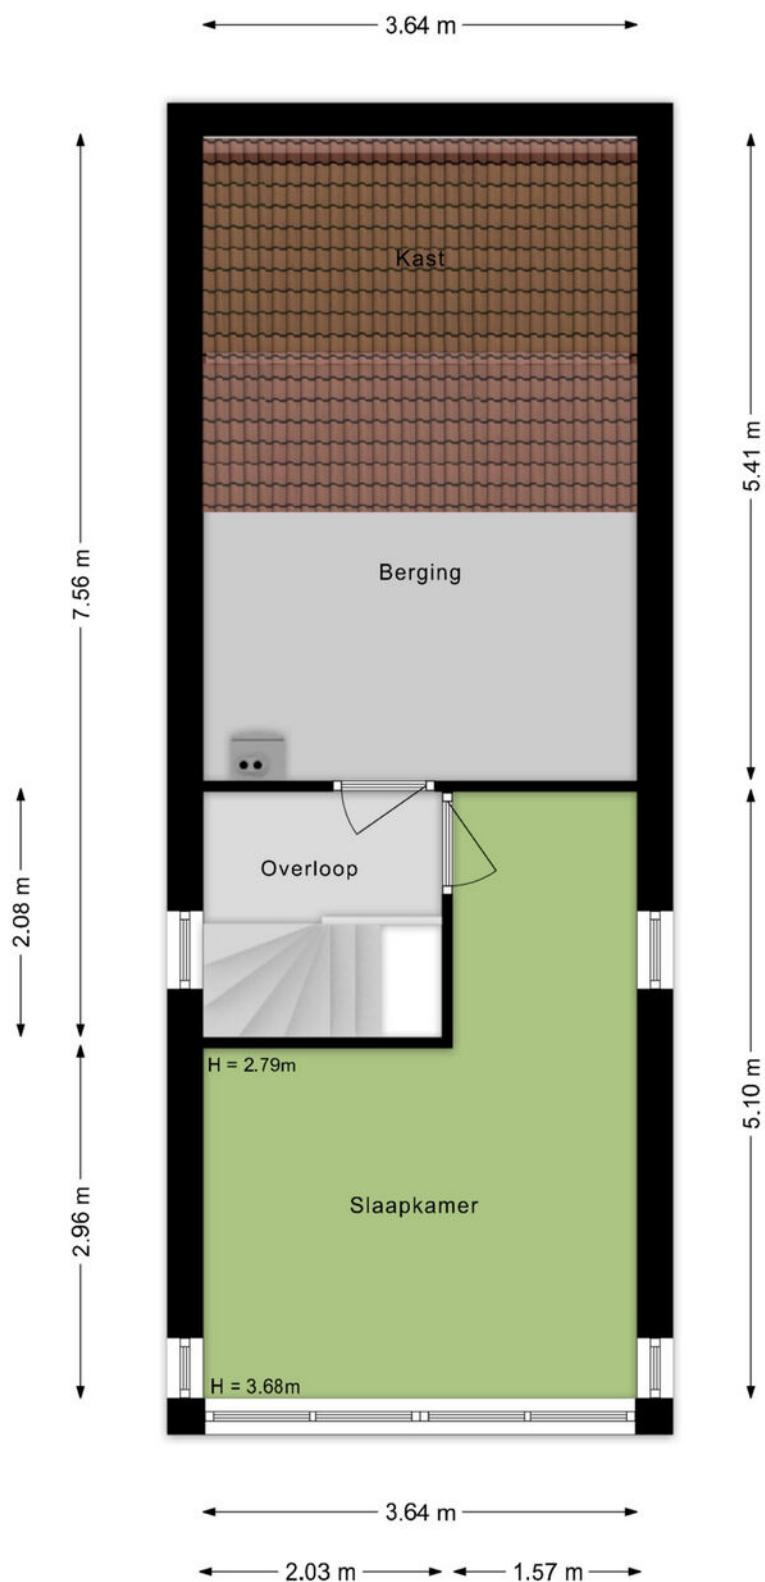 3.64 m
Kast
5.41 m
7.56 m
Berging
2.08 m
Overloop
H = 2.79m
5.10 m
Slaapkamer
2.96 m
H = 3.68m
3.64 m
2.03 m
1.57 m